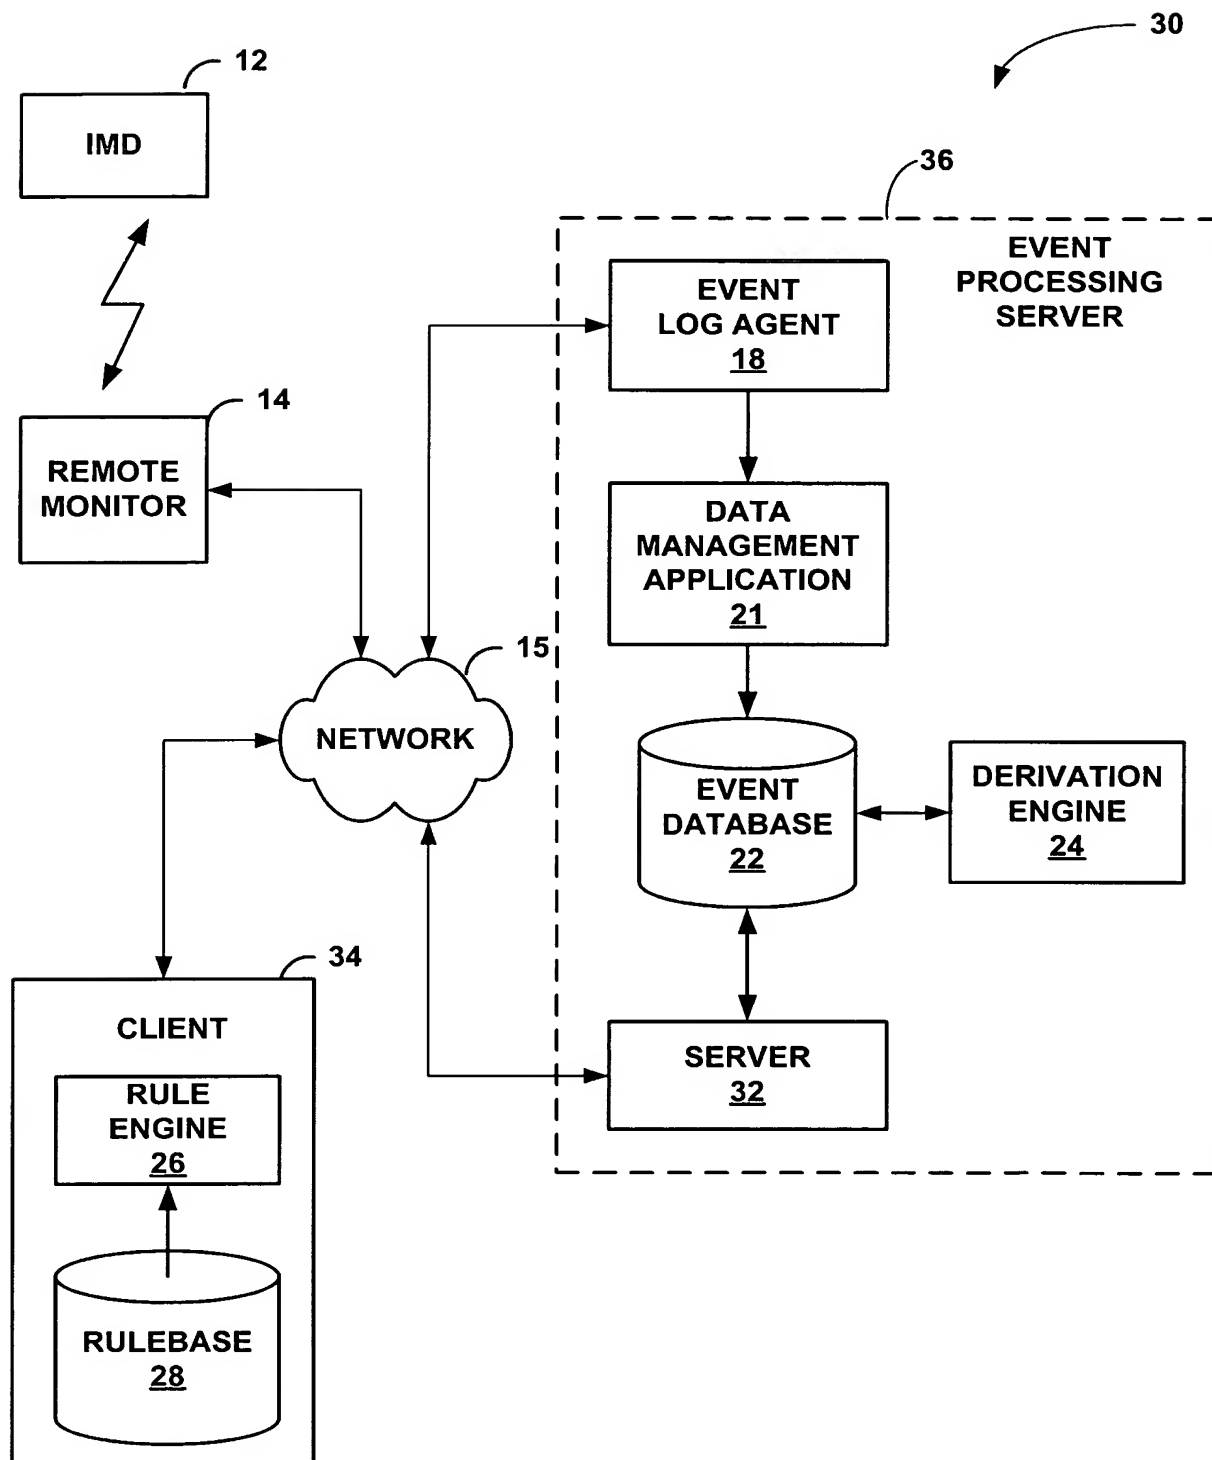 30
12
IMD
36
EVENT
PROCESSING
SERVER
EVENT
LOG AGENT
18
14
REMOTE
MONITOR
DATA
MANAGEMENT
APPLICATION
21
15
NETWORK
EVENT
DATABASE
22
DERIVATION
ENGINE
24
34
CLIENT
SERVER
32
RULE
ENGINE
26
RULEBASE
28